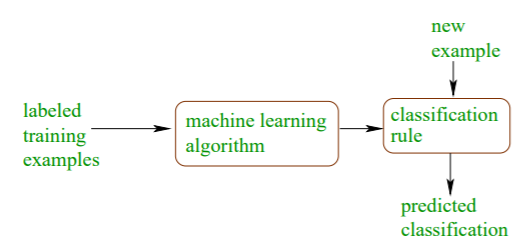 new
example
labeled
training
examples
machine learning
algorithm
classification
rule
predicted
classification